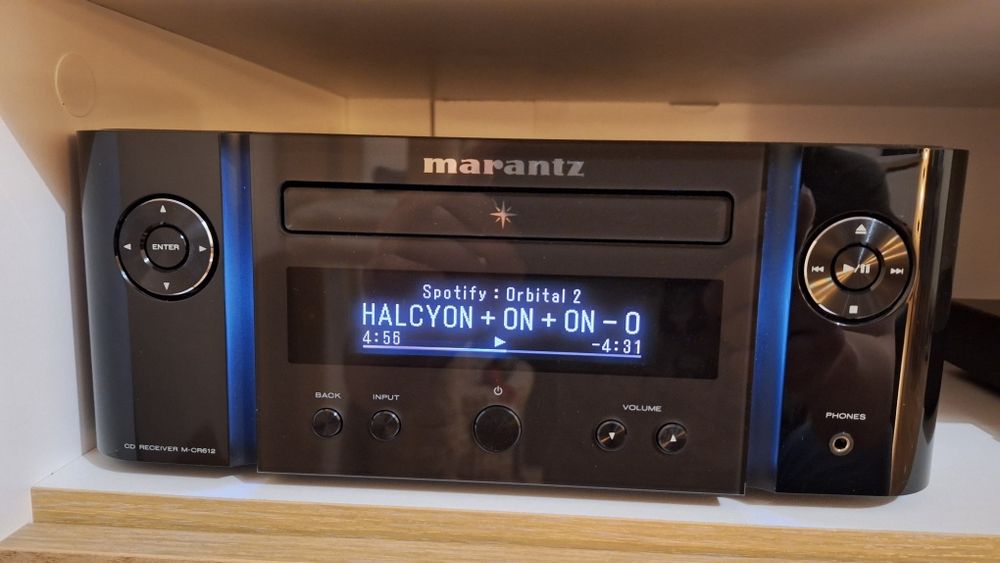 marantz
ENTER
Spotify : Orbital 2
HALCYON + ON + ON – O
4:56 -4:31
BACK INPUT VOLUME
PHONES
CD RECEIVER M-CR612